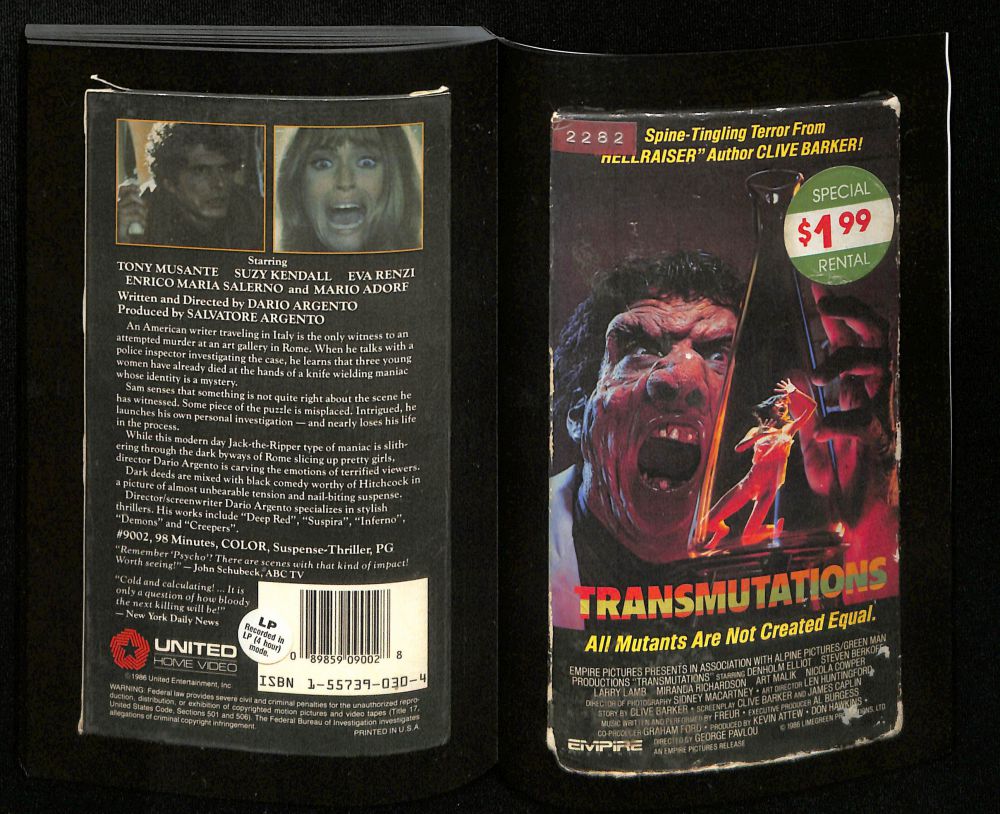 Starring
TONY MUSANTE SUZY KENDALL EVA RENZI
ENRICO MARIA SALERNO and MARIO ADORF
Written and Directed by DARIO ARGENTO
Produced by SALVATORE ARGENTO
An American writer traveling in Italy is the only witness to an
attempted murder at an art gallery in Rome. When he talks with a
police inspector investigating the case, he learns that three young
women have already died at the hands of a knife wielding maniac
whose identity is a mystery.
Sam senses that something is not quite right about the scene he
has witnessed. Some piece of the puzzle is misplaced. Intrigued, he
launches his own personal investigation — and nearly loses his life
in the process.
While this modern day Jack-the-Ripper type of maniac is slith-
ering through the dark byways of Rome slicing up pretty girls,
director Dario Argento is carving the emotions of terrified viewers.
Dark deeds are mixed with black comedy worthy of Hitchcock in
a picture of almost unbearable tension and nail-biting suspense.
Director/screenwriter Dario Argento specializes in stylish
thrillers. His works include "Deep Red", "Suspira", "Inferno",
"Demons" and "Creepers".
#9002, 98 Minutes, COLOR, Suspense-Thriller, PG
"Remember 'Psycho'? There are scenes with that kind of impact!
Worth seeing!" — John Schubeck, ABC TV
"Cold and calculating! ... It is
only a question of how bloody
the next killing will be!"
— New York Daily News
LP
Recorded in
LP (4 hour)
mode.
UNITED
HOME VIDEO
© 1986 United Entertainment, Inc.
0 89859 09002 8
ISBN 1-55739-030-4
WARNING: Federal law provides severe civil and criminal penalties for the unauthorized repro-
duction, distribution, or exhibition of copyrighted motion pictures and video tapes (Title 17,
United States Code, Sections 501 and 506). The Federal Bureau of Investigation investigates
allegations of criminal copyright infringement.
PRINTED IN U.S.A.
2282
Spine-Tingling Terror From
HELLRAISER" Author CLIVE BARKER!
SPECIAL
$1.99
RENTAL
TRANSMUTATIONS
All Mutants Are Not Created Equal.
EMPIRE PICTURES PRESENTS IN ASSOCIATION WITH ALPINE PICTURES/GREEN MAN
PRODUCTIONS "TRANSMUTATIONS" STARRING DENHOLM ELLIOT STEVEN BERKOFF
LARRY LAMB MIRANDA RICHARDSON ART MALIK NICOLA COWPER
DIRECTOR OF PHOTOGRAPHY SIDNEY MACARTNEY • ART DIRECTOR LEN HUNTINGFORD
STORY BY CLIVE BARKER • SCREENPLAY CLIVE BARKER AND JAMES CAPLIN
MUSIC WRITTEN AND PERFORMED BY FREUR • EXECUTIVE PRODUCER AL BURGESS
CO-PRODUCER GRAHAM FORD • PRODUCED BY KEVIN ATTEW • DON HAWKINS
DIRECTED BY GEORGE PAVLOU
© 1986 LIMEGREEN LTD
EMPIRE
AN EMPIRE PICTURES RELEASE